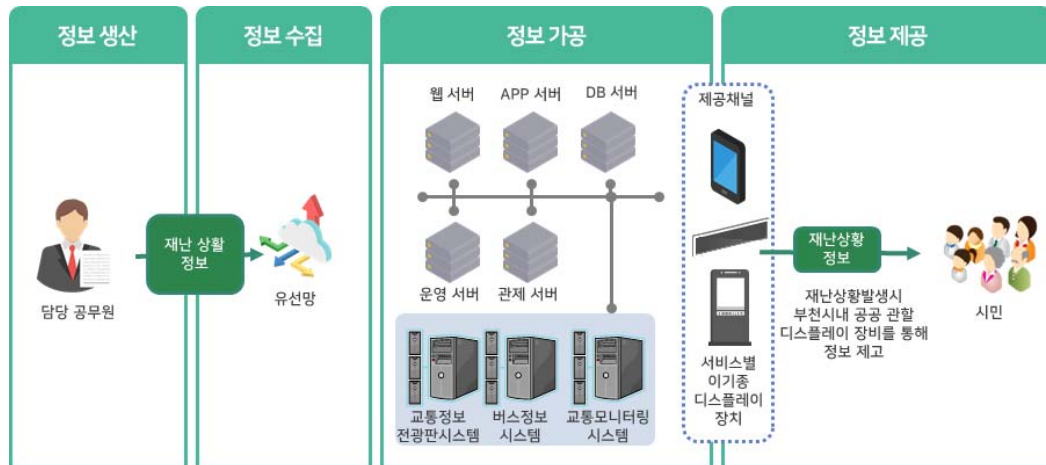 정보 생산
정보 수집
정보 가공
정보 제공
담당 공무원
재난 상활
정보
유선망
웹 서버
APP 서버
DB 서버
운영 서버
관제 서버
교통정보
전광판시스템
버스정보
시스템
교통모니터링
시스템
제공채널
서비스별
이기종
디스플레이
장치
재난상황
정보
재난상황발생시
부천시내 공공 관할
디스플레이 장비를 통해
정보 제고
시민